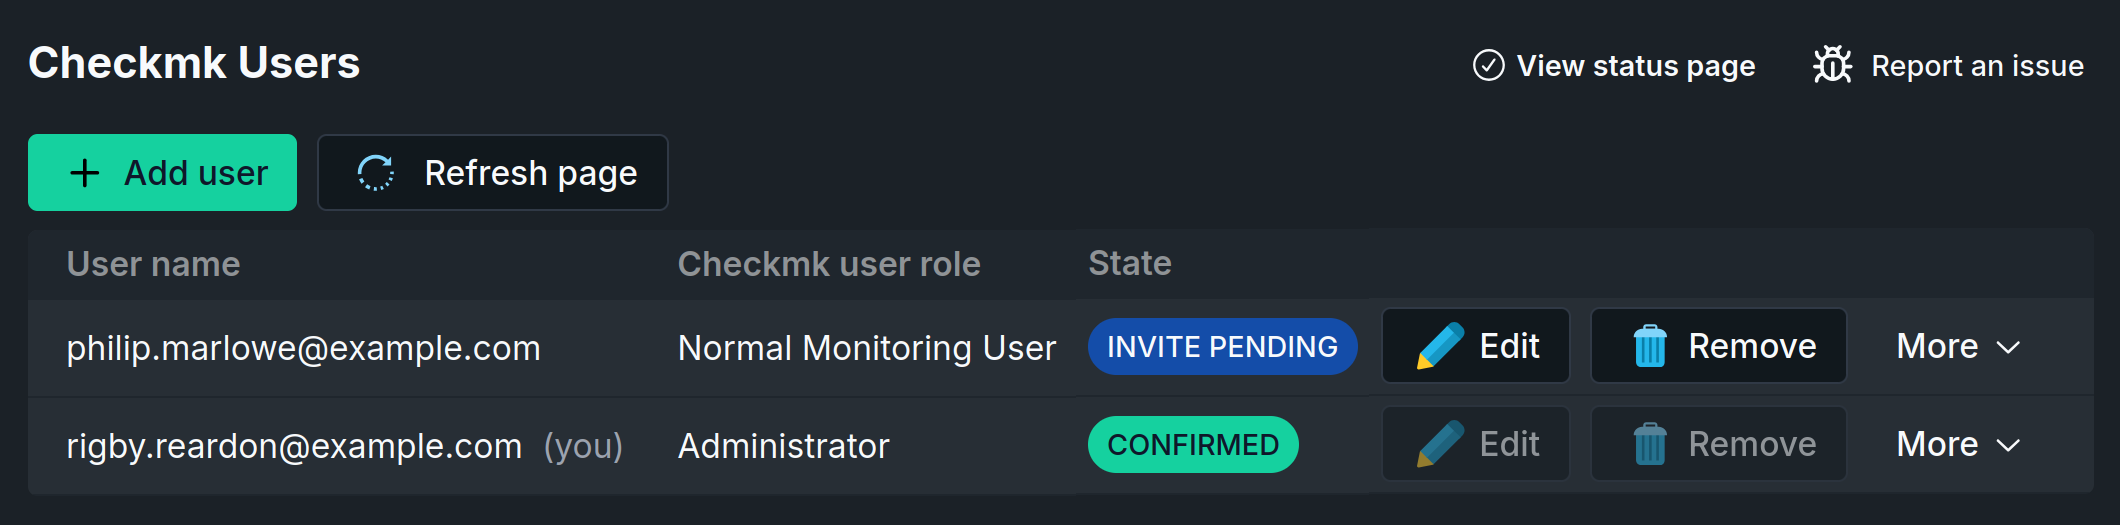 Checkmk Users
View status page
Report an issue
Add user
Refresh page
User name Checkmk user role State
philip.marlowe@example.com Normal Monitoring User INVITE PENDING Edit Remove More
rigby.reardon@example.com (you) Administrator CONFIRMED Edit Remove More